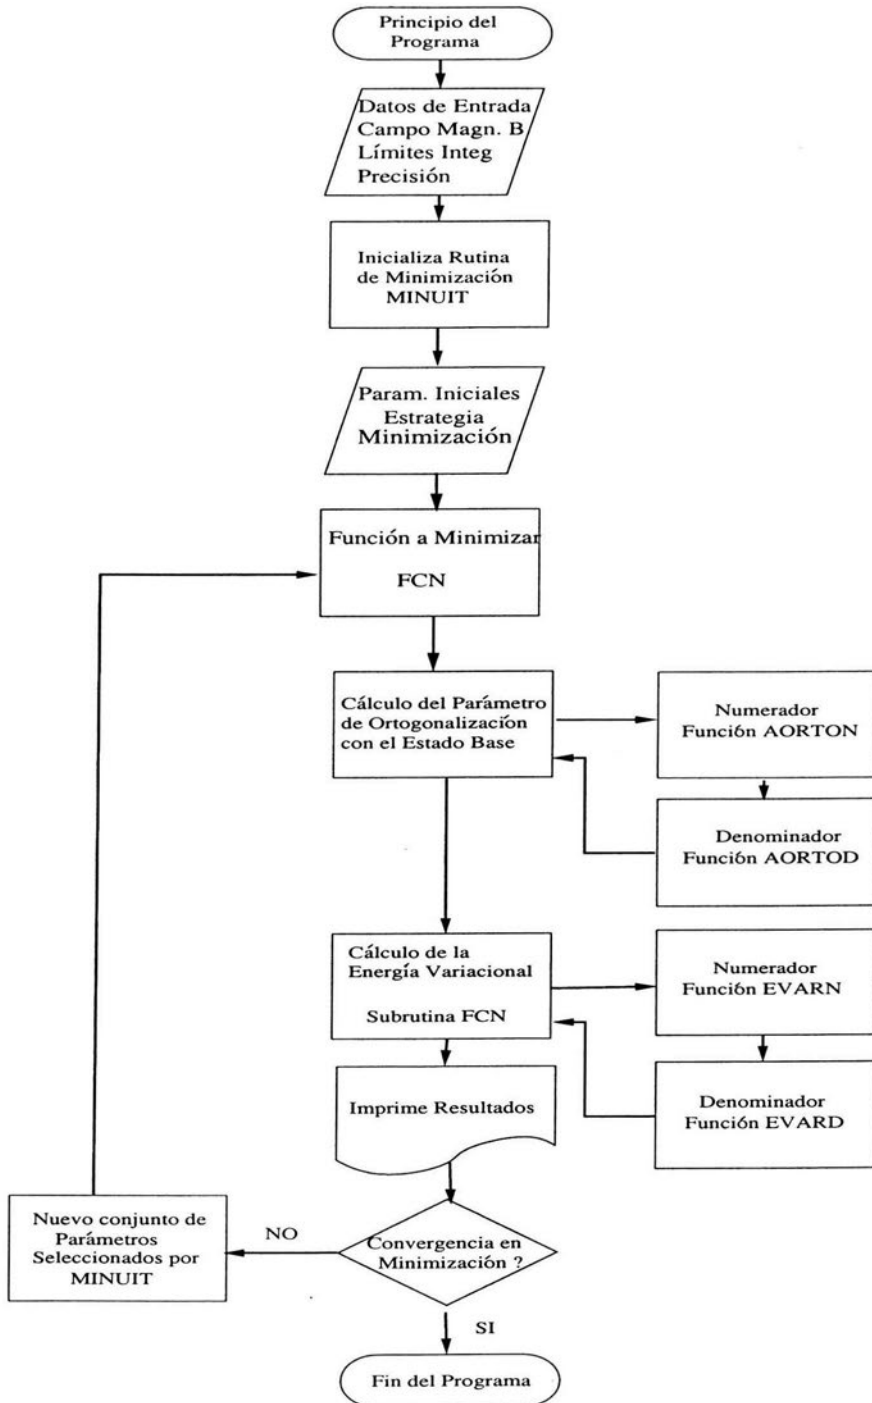 Principio del
Programa
Datos de Entrada
Campo Magn. B
Límites Integ
Precisión
Inicializa Rutina
de Minimización
MINUIT
Param. Iniciales
Estrategia
Minimización
Función a Minimizar
FCN
Cálculo del Parámetro
de Ortogonalización
con el Estado Base
Numerador
Función AORTON
Denominador
Función AORTOD
Cálculo de la
Energía Variacional
Subrutina FCN
Numerador
Función EVARN
Denominador
Función EVARD
Imprime Resultados
Convergencia en
Minimización ?
NO
Nuevo conjunto de
Parámetros
Seleccionados por
MINUIT
SI
Fin del Programa